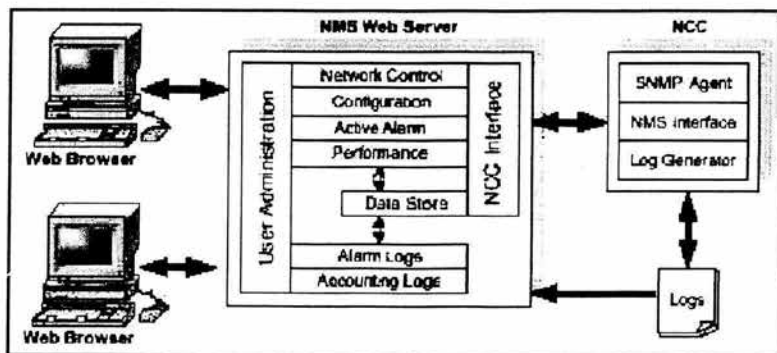 NMS Web Server
NCC
Web Browser
Web Browser
User Administration
Network Control
Configuration
Active Alarm
Performance
Data Store
Alarm Logs
Accounting Logs
NCC Interface
SNMP Agent
NMS Interface
Log Generator
Logs